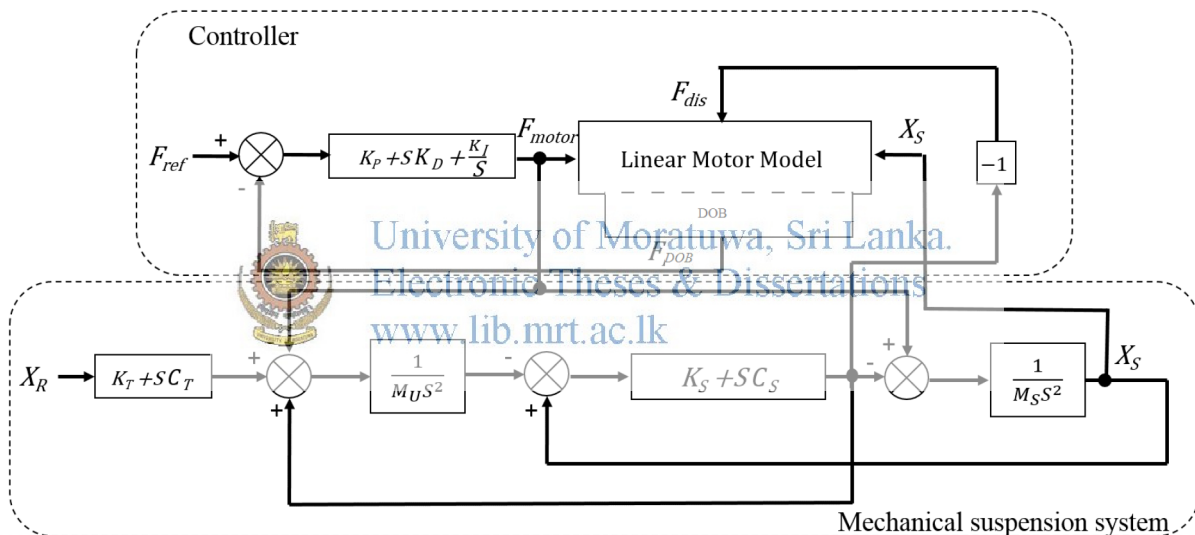 Controller
F_dis
F_ref
+
-
K_P + SK_D + K_I/S
F_motor
Linear Motor Model
DOB
F_DOB
X_S
-1
University of Moratuwa, Sri Lanka.
Electronic Theses & Dissertations
www.lib.mrt.ac.lk
X_R
K_T + SC_T
+
+
1/M_U S²
-
+
K_S + SC_S
+
-
1/M_S S²
X_S
Mechanical suspension system